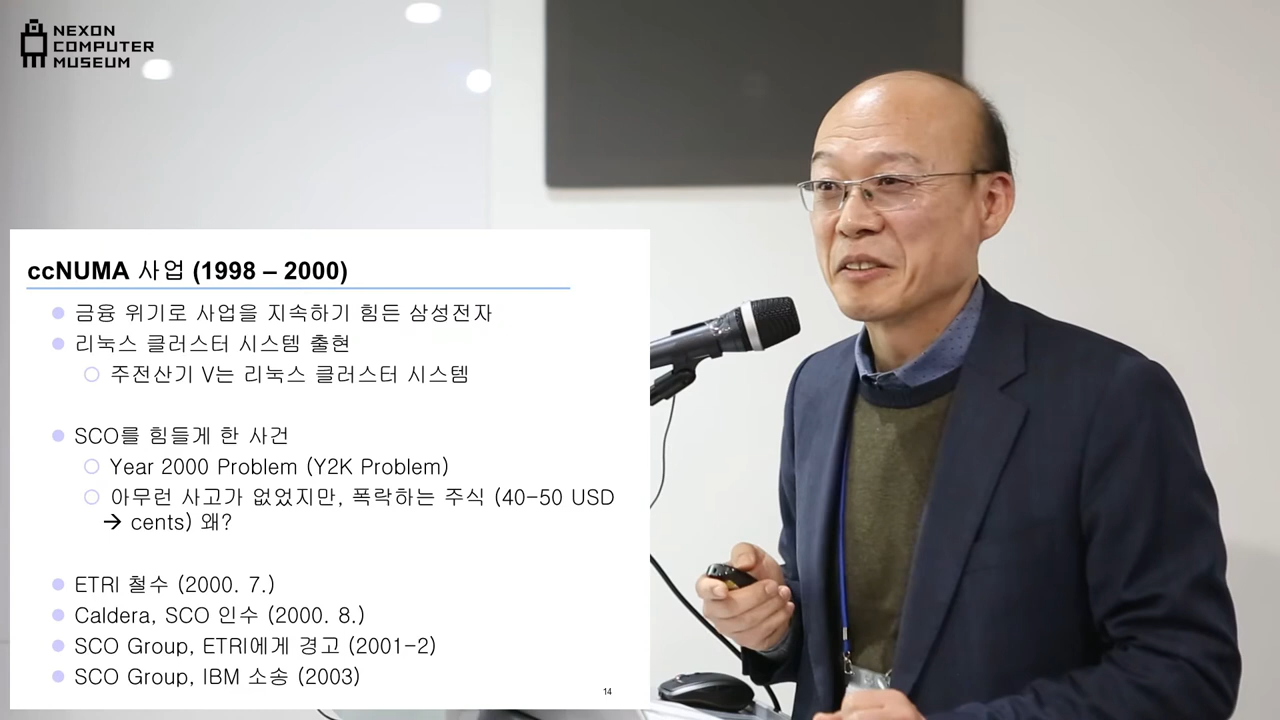 NEXON
COMPUTER
MUSEUM
ccNUMA 사업 (1998 – 2000)
금융 위기로 사업을 지속하기 힘든 삼성전자
리눅스 클러스터 시스템 출현
주전산기 V는 리눅스 클러스터 시스템
SCO를 힘들게 한 사건
Year 2000 Problem (Y2K Problem)
아무런 사고가 없었지만, 폭락하는 주식 (40-50 USD
→ cents) 왜?
ETRI 철수 (2000. 7.)
Caldera, SCO 인수 (2000. 8.)
SCO Group, ETRI에게 경고 (2001-2)
SCO Group, IBM 소송 (2003)
14